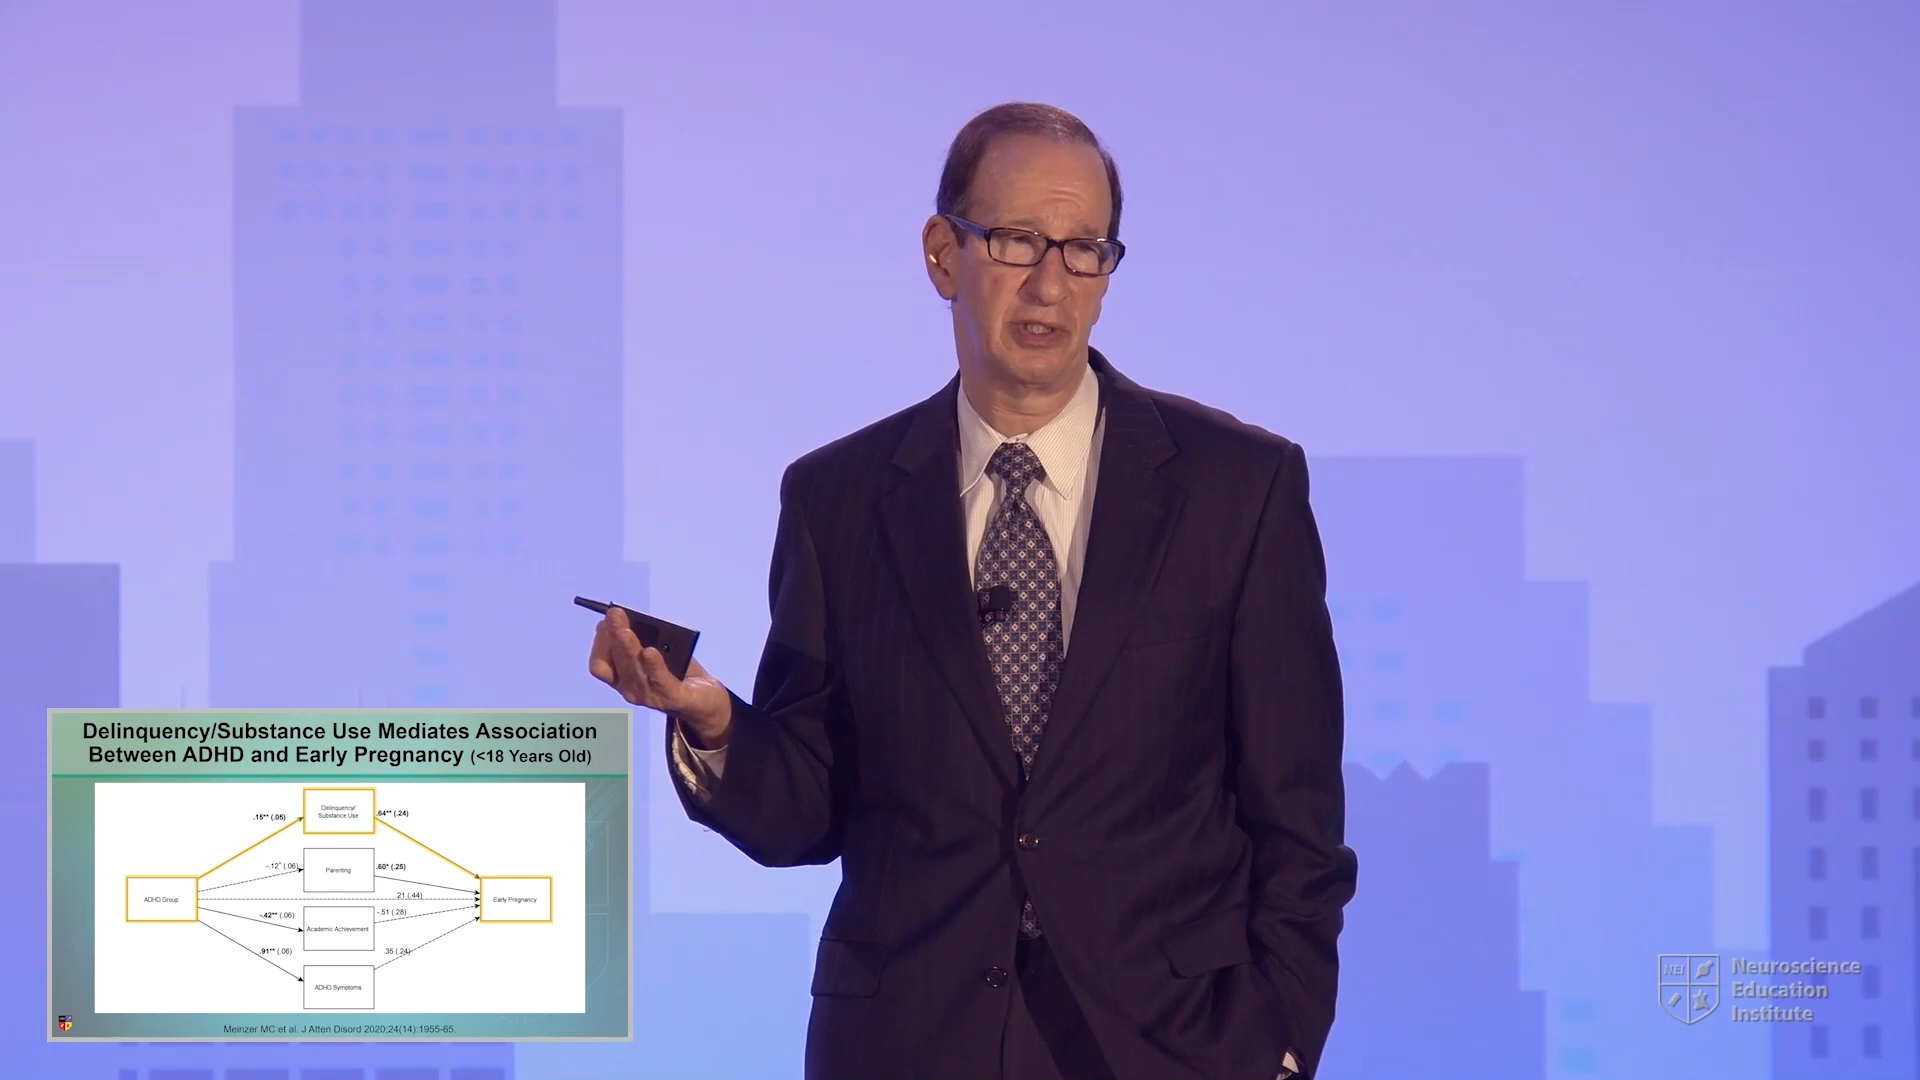 Delinquency/Substance Use Mediates Association
Between ADHD and Early Pregnancy (<18 Years Old)
Delinquency/
Substance Use
.15** (.05)
.64** (.24)
-.12* (.06)
Parenting
.60* (.25)
ADHD Group
.21 (.44)
Early Pregnancy
-.42** (.06)
-.51 (.28)
Academic Achievement
.91** (.06)
.35 (.24)
ADHD Symptoms
Meinzer MC et al. J Atten Disord 2020;24(14):1955-65.
NEI
Neuroscience
Education
Institute